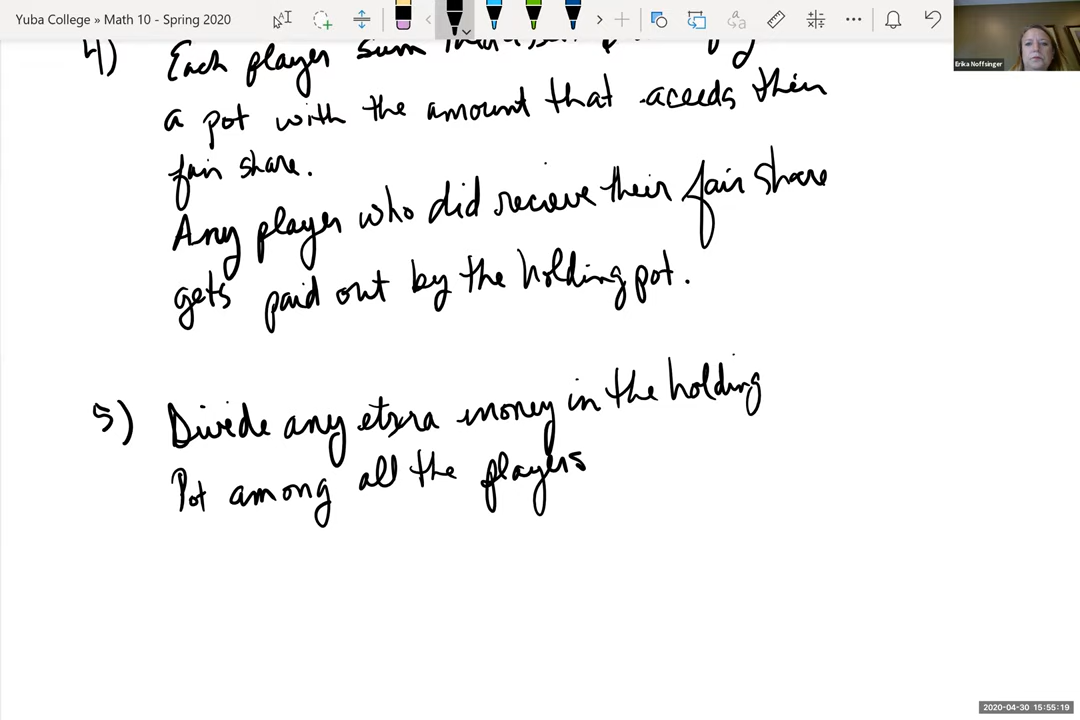 Yuba College » Math 10 - Spring 2020
Erika Noffsinger
4) Each player sum
a pot with the amount that aceeds their
fair share.
Any player who did recieve their fair share
gets paid out by the holding pot.
5) Divide any etxra money in the holding
Pot among all the players
2020-04-30 15:55:19